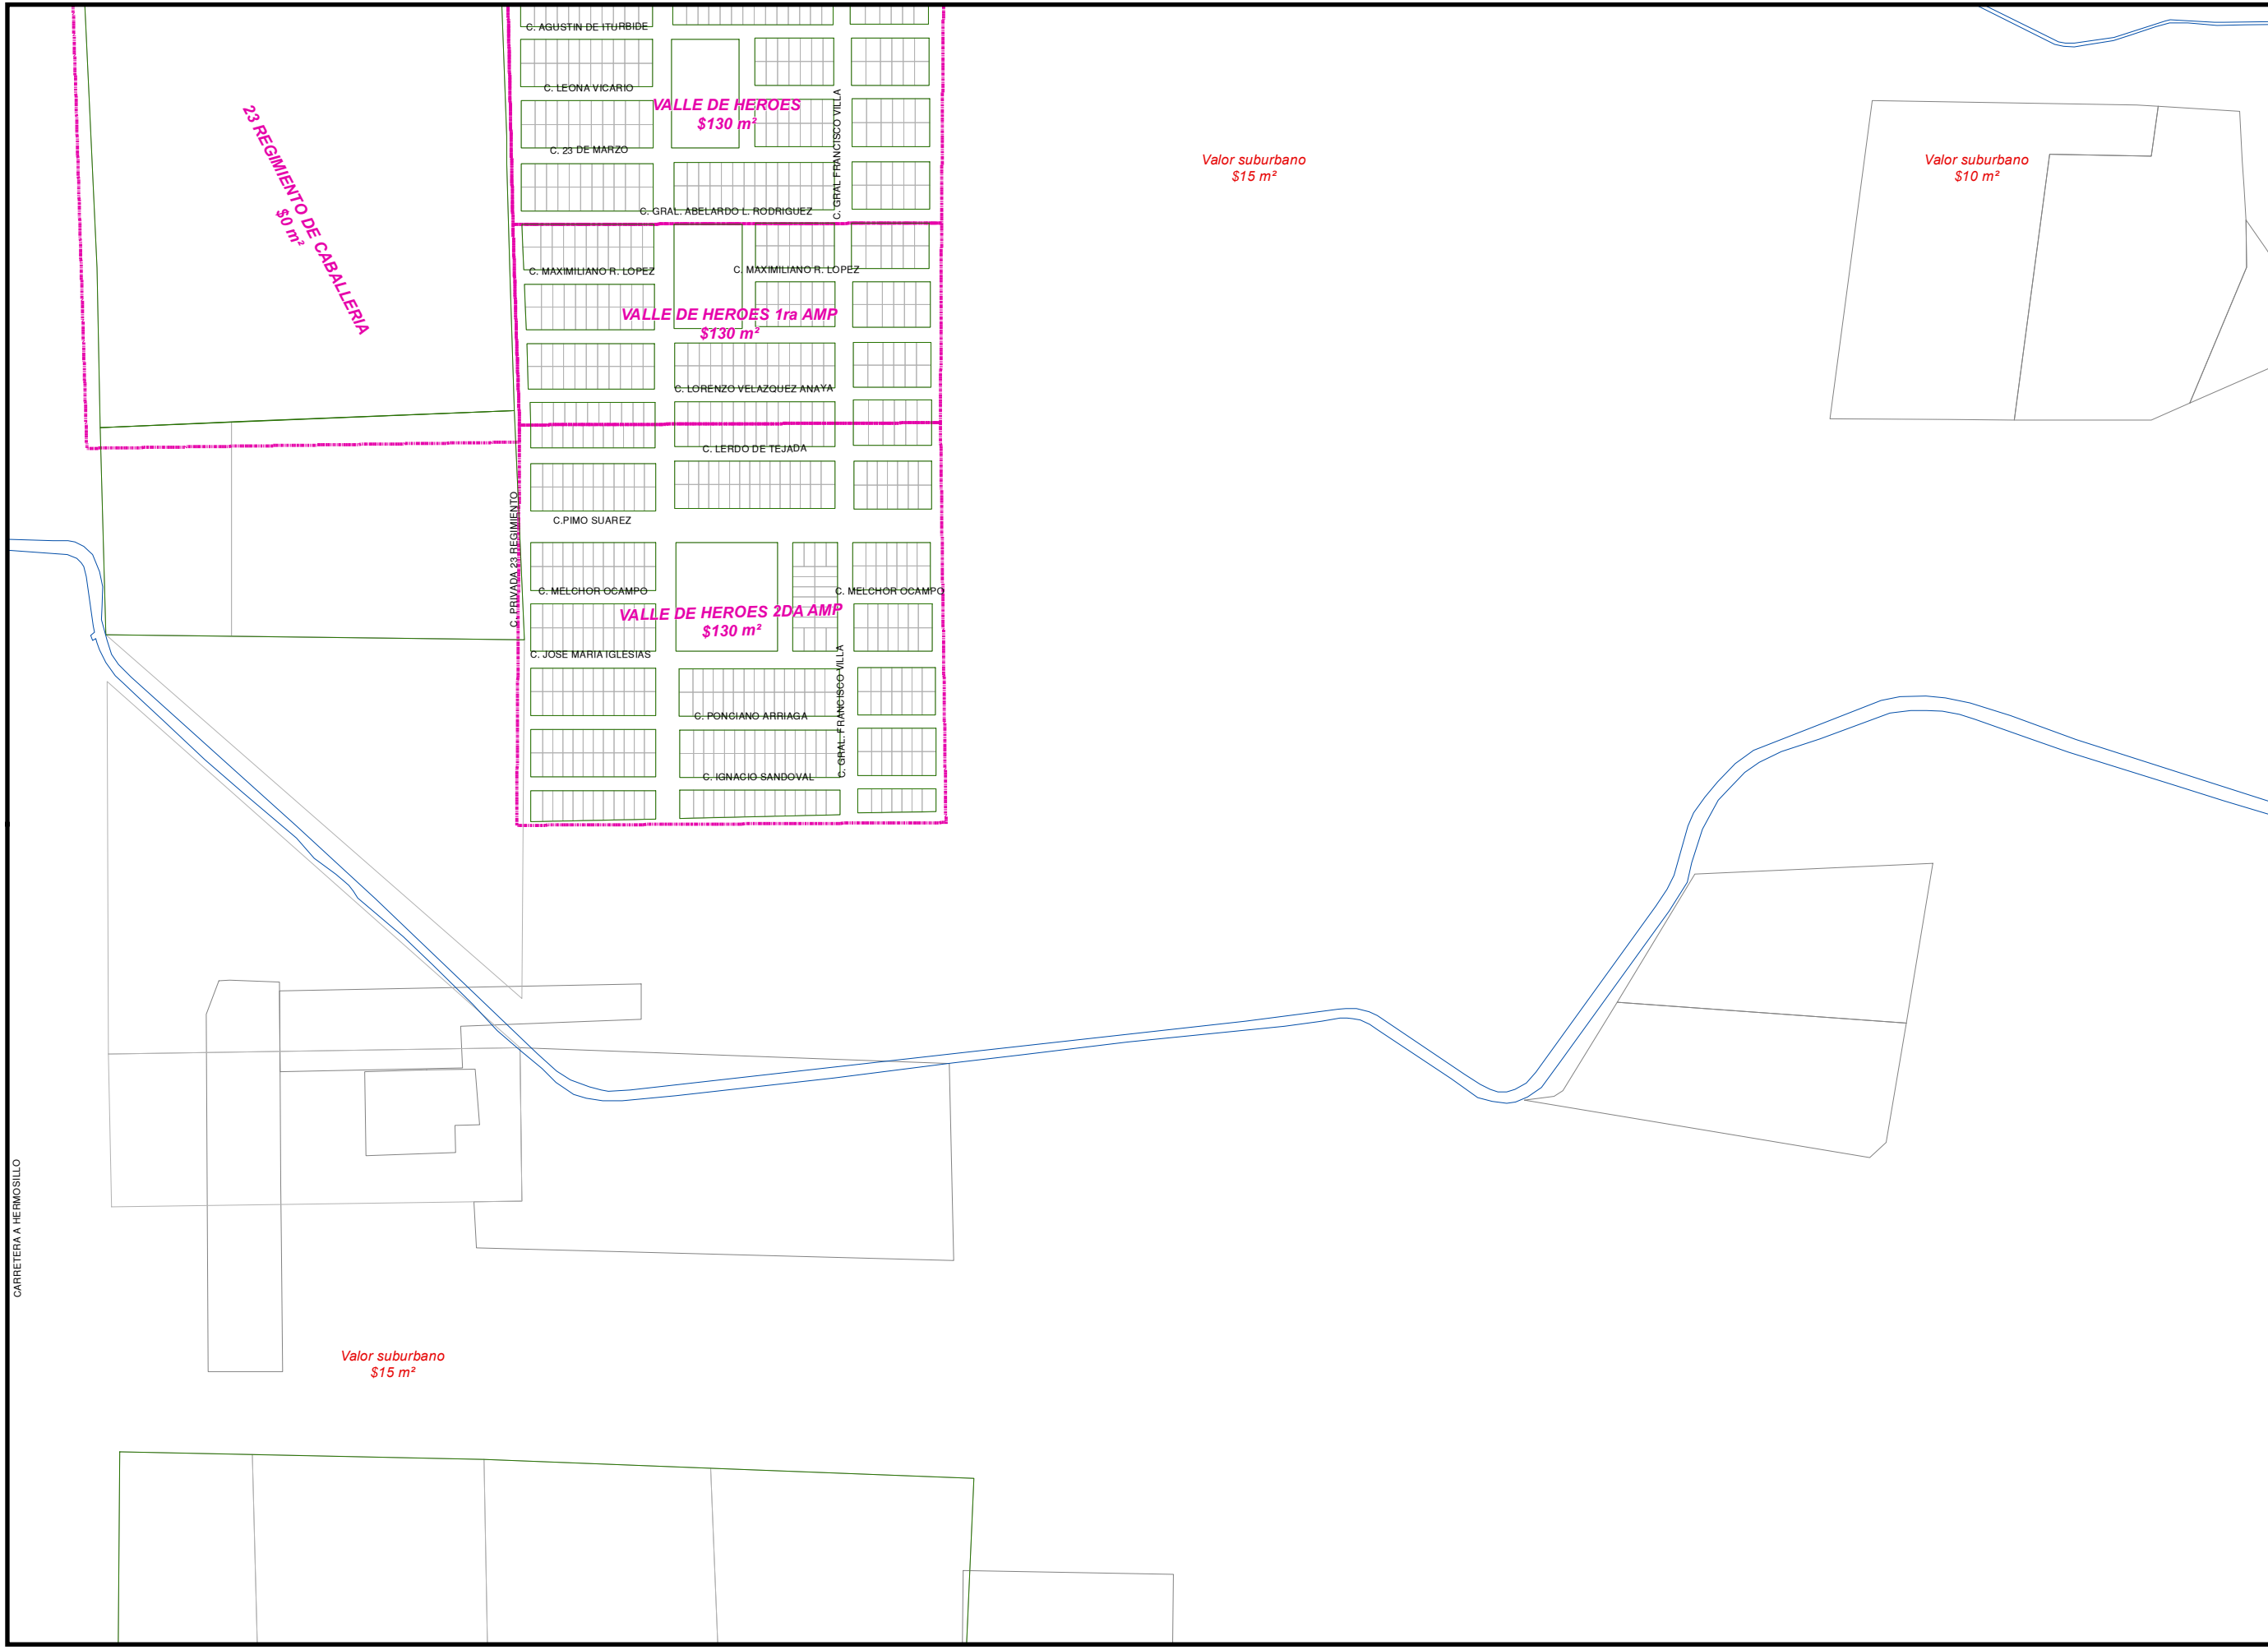 C. AGUSTIN DE ITURBIDE
C. LEONA VICARIO
VALLE DE HEROES
$130 m²
C. 23 DE MARZO
C. GRAL FRANCISCO VILLA
C. GRAL. ABELARDO L. RODRIGUEZ
23 REGIMIENTO DE CABALLERIA
$0 m²
Valor suburbano
$15 m²
Valor suburbano
$10 m²
C. MAXIMILIANO R. LOPEZ
C. MAXIMILIANO R. LOPEZ
VALLE DE HEROES 1ra AMP
$130 m²
C. LORENZO VELAZQUEZ ANAYA
C. LERDO DE TEJADA
C. PRIVADA 23 REGIMIENTO
C.PIMO SUAREZ
C. MELCHOR OCAMPO
C. MELCHOR OCAMPO
VALLE DE HEROES 2DA AMP
$130 m²
C. JOSE MARIA IGLESIAS
C. GRAL. FRANCISCO VILLA
C. PONCIANO ARRIAGA
C. IGNACIO SANDOVAL
CARRETERA A HERMOSILLO
Valor suburbano
$15 m²